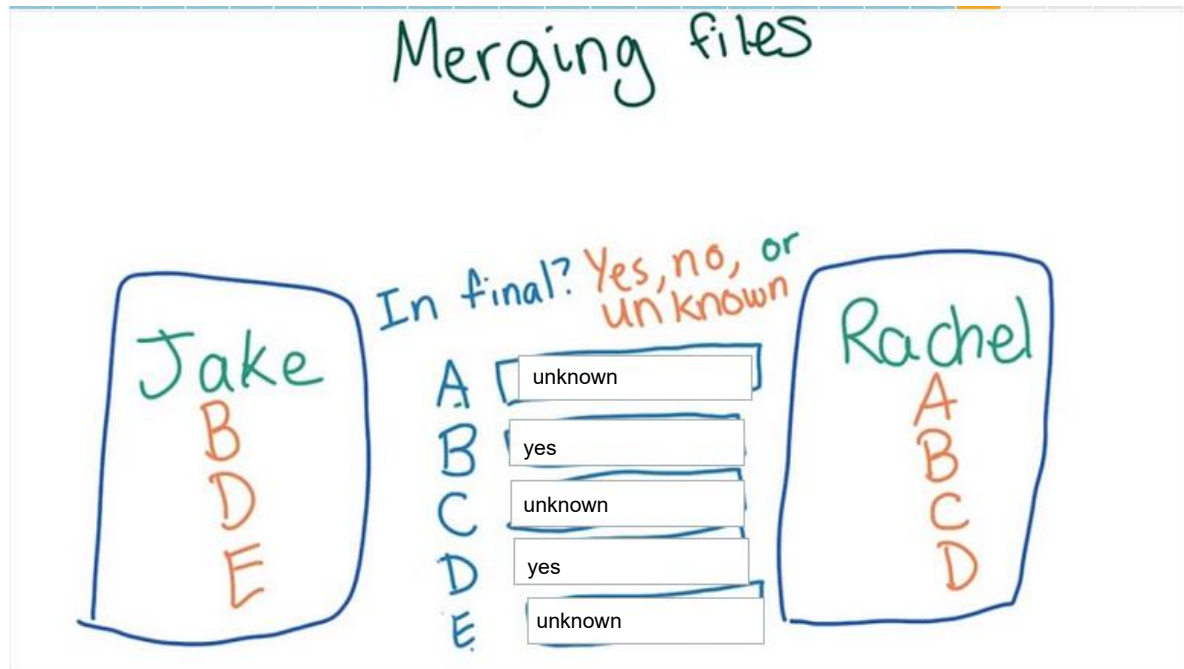 Merging files
In final? Yes, no, or
unknown
Jake
B
D
E
A unknown
B yes
C unknown
D yes
E unknown
Rachel
A
B
C
D